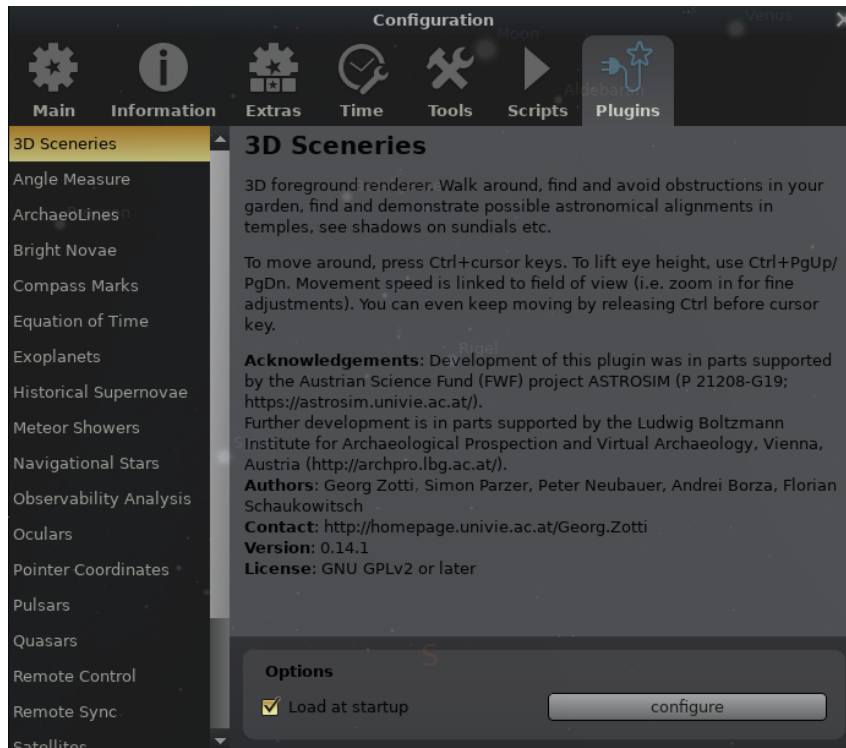 Configuration
Venus
Moon
Aldebaran
Main
Information
Extras
Time
Tools
Scripts
Plugins
3D Sceneries
Angle Measure
ArchaeoLines
Bright Novae
Compass Marks
Equation of Time
Exoplanets
Historical Supernovae
Meteor Showers
Navigational Stars
Observability Analysis
Oculars
Pointer Coordinates
Pulsars
Quasars
Remote Control
Remote Sync
Satellites
3D Sceneries
3D foreground renderer. Walk around, find and avoid obstructions in your
garden, find and demonstrate possible astronomical alignments in
temples, see shadows on sundials etc.
To move around, press Ctrl+cursor keys. To lift eye height, use Ctrl+PgUp/
PgDn. Movement speed is linked to field of view (i.e. zoom in for fine
adjustments). You can even keep moving by releasing Ctrl before cursor
key.
Rigel
Acknowledgements: Development of this plugin was in parts supported
by the Austrian Science Fund (FWF) project ASTROSIM (P 21208-G19;
https://astrosim.univie.ac.at/).
Further development is in parts supported by the Ludwig Boltzmann
Institute for Archaeological Prospection and Virtual Archaeology, Vienna,
Austria (http://archpro.lbg.ac.at/).
Authors: Georg Zotti, Simon Parzer, Peter Neubauer, Andrei Borza, Florian
Schaukowitsch
Contact: http://homepage.univie.ac.at/Georg.Zotti
Version: 0.14.1
License: GNU GPLv2 or later
S
Options
Load at startup
configure